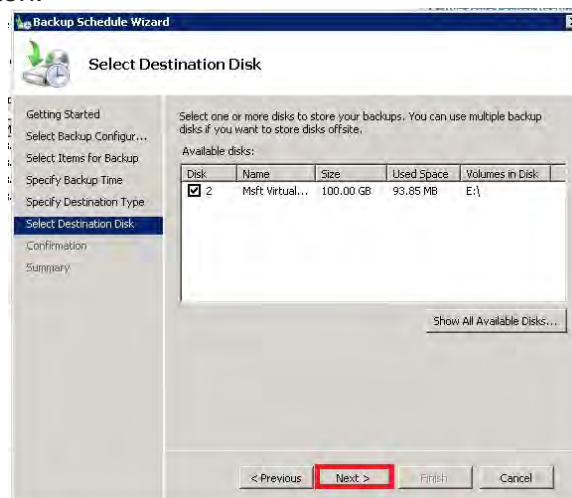 Backup Schedule Wizard
Select Destination Disk
Getting Started
Select Backup Configur...
Select Items for Backup
Specify Backup Time
Specify Destination Type
Select Destination Disk
Confirmation
Summary
Select one or more disks to store your backups. You can use multiple backup
disks if you want to store disks offsite.
Available disks:
Disk Name Size Used Space Volumes in Disk
2 Msft Virtual... 100.00 GB 93.85 MB E:\
Show All Available Disks...
< Previous Next > Finish Cancel